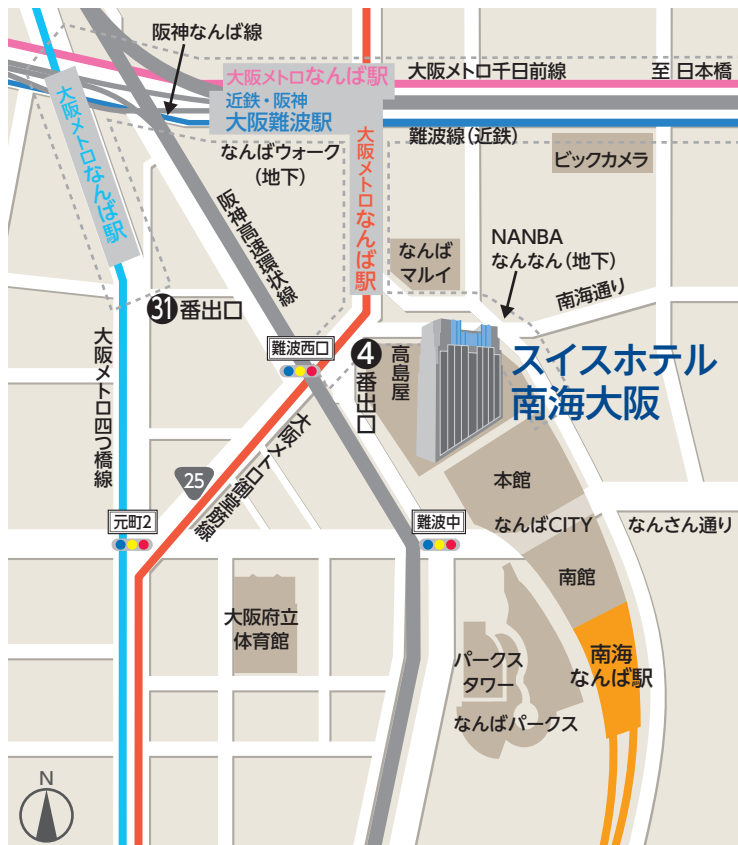 阪神なんば線
大阪メトロなんば駅
大阪メトロ千日前線
至 日本橋
近鉄・阪神
大阪難波駅
難波線(近鉄)
なんばウォーク
(地下)
ビックカメラ
大阪メトロなんば駅
大阪メトロなんば駅
阪神高速環状線
なんば
マルイ
NANBA
なんなん(地下)
南海通り
31番出口
難波西口
4番出口
高島屋
スイスホテル
南海大阪
大阪メトロ四つ橋線
大阪メトロ御堂筋線
25
本館
元町2
難波中
なんばCITY
なんさん通り
南館
大阪府立
体育館
パークス
タワー
南海
なんば駅
なんばパークス
N